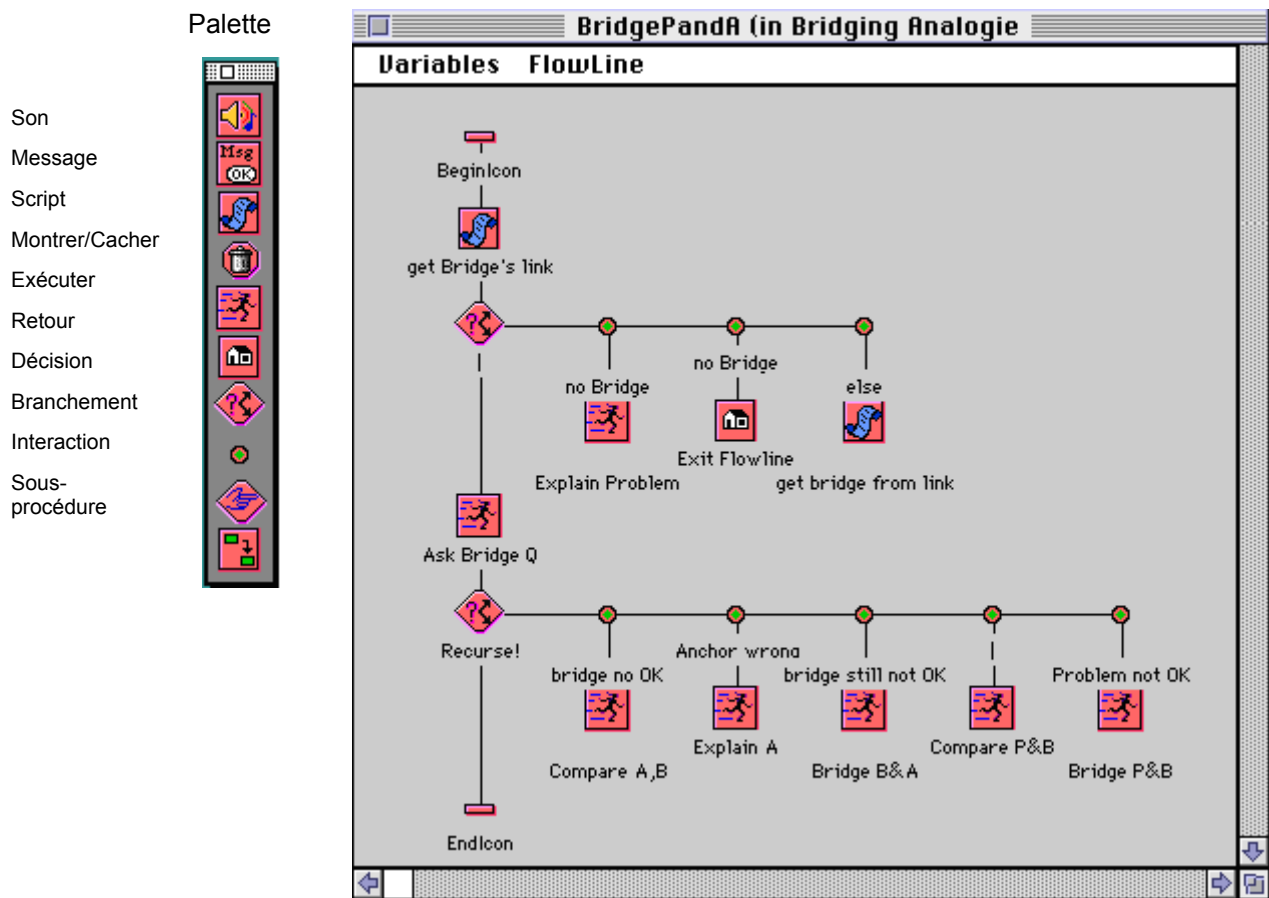 Palette
Son
Message
Script
Montrer/Cacher
Exécuter
Retour
Décision
Branchement
Interaction
Sous-
procédure
Msg
OK
BridgePandA (in Bridging Analogie
Variables FlowLine
BeginIcon
get Bridge's link
no Bridge
Explain Problem
no Bridge
Exit Flowline
else
get bridge from link
Ask Bridge Q
Recurse!
bridge no OK
Compare A,B
Anchor wrong
Explain A
bridge still not OK
Bridge B&A
Compare P&B
Problem not OK
Bridge P&B
EndIcon